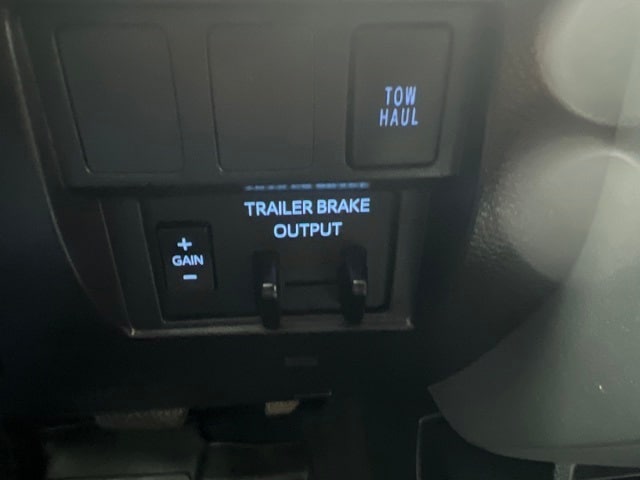 TOW
HAUL
TRAILER BRAKE
OUTPUT
+
GAIN
-